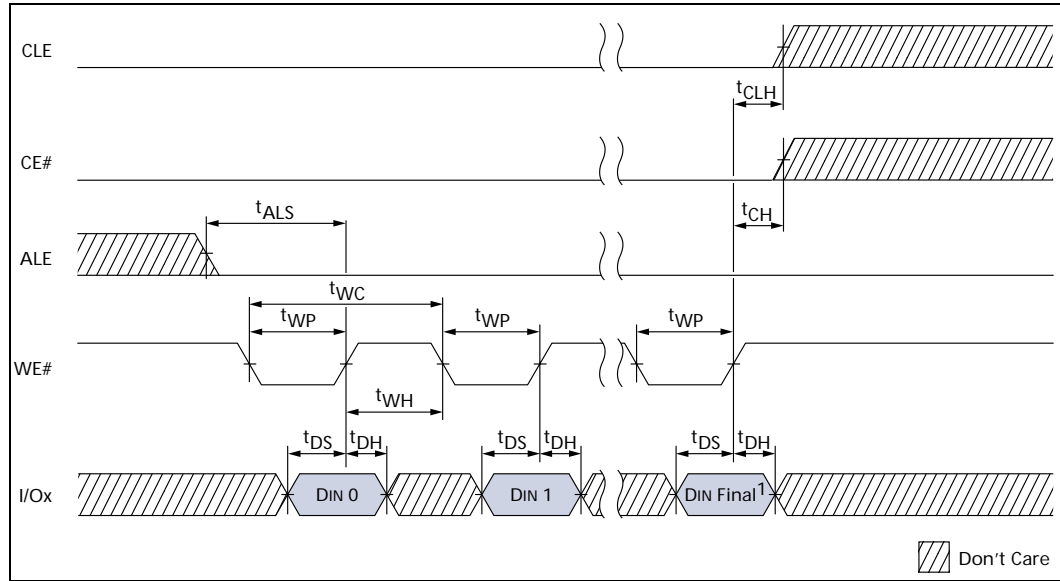 CLE
tCLH
CE#
tCH
tALS
ALE
tWC
tWP
tWP
tWP
WE#
tWH
tDS
tDH
tDS
tDH
tDS
tDH
I/Ox
DIN 0
DIN 1
DIN Final1
Don't Care